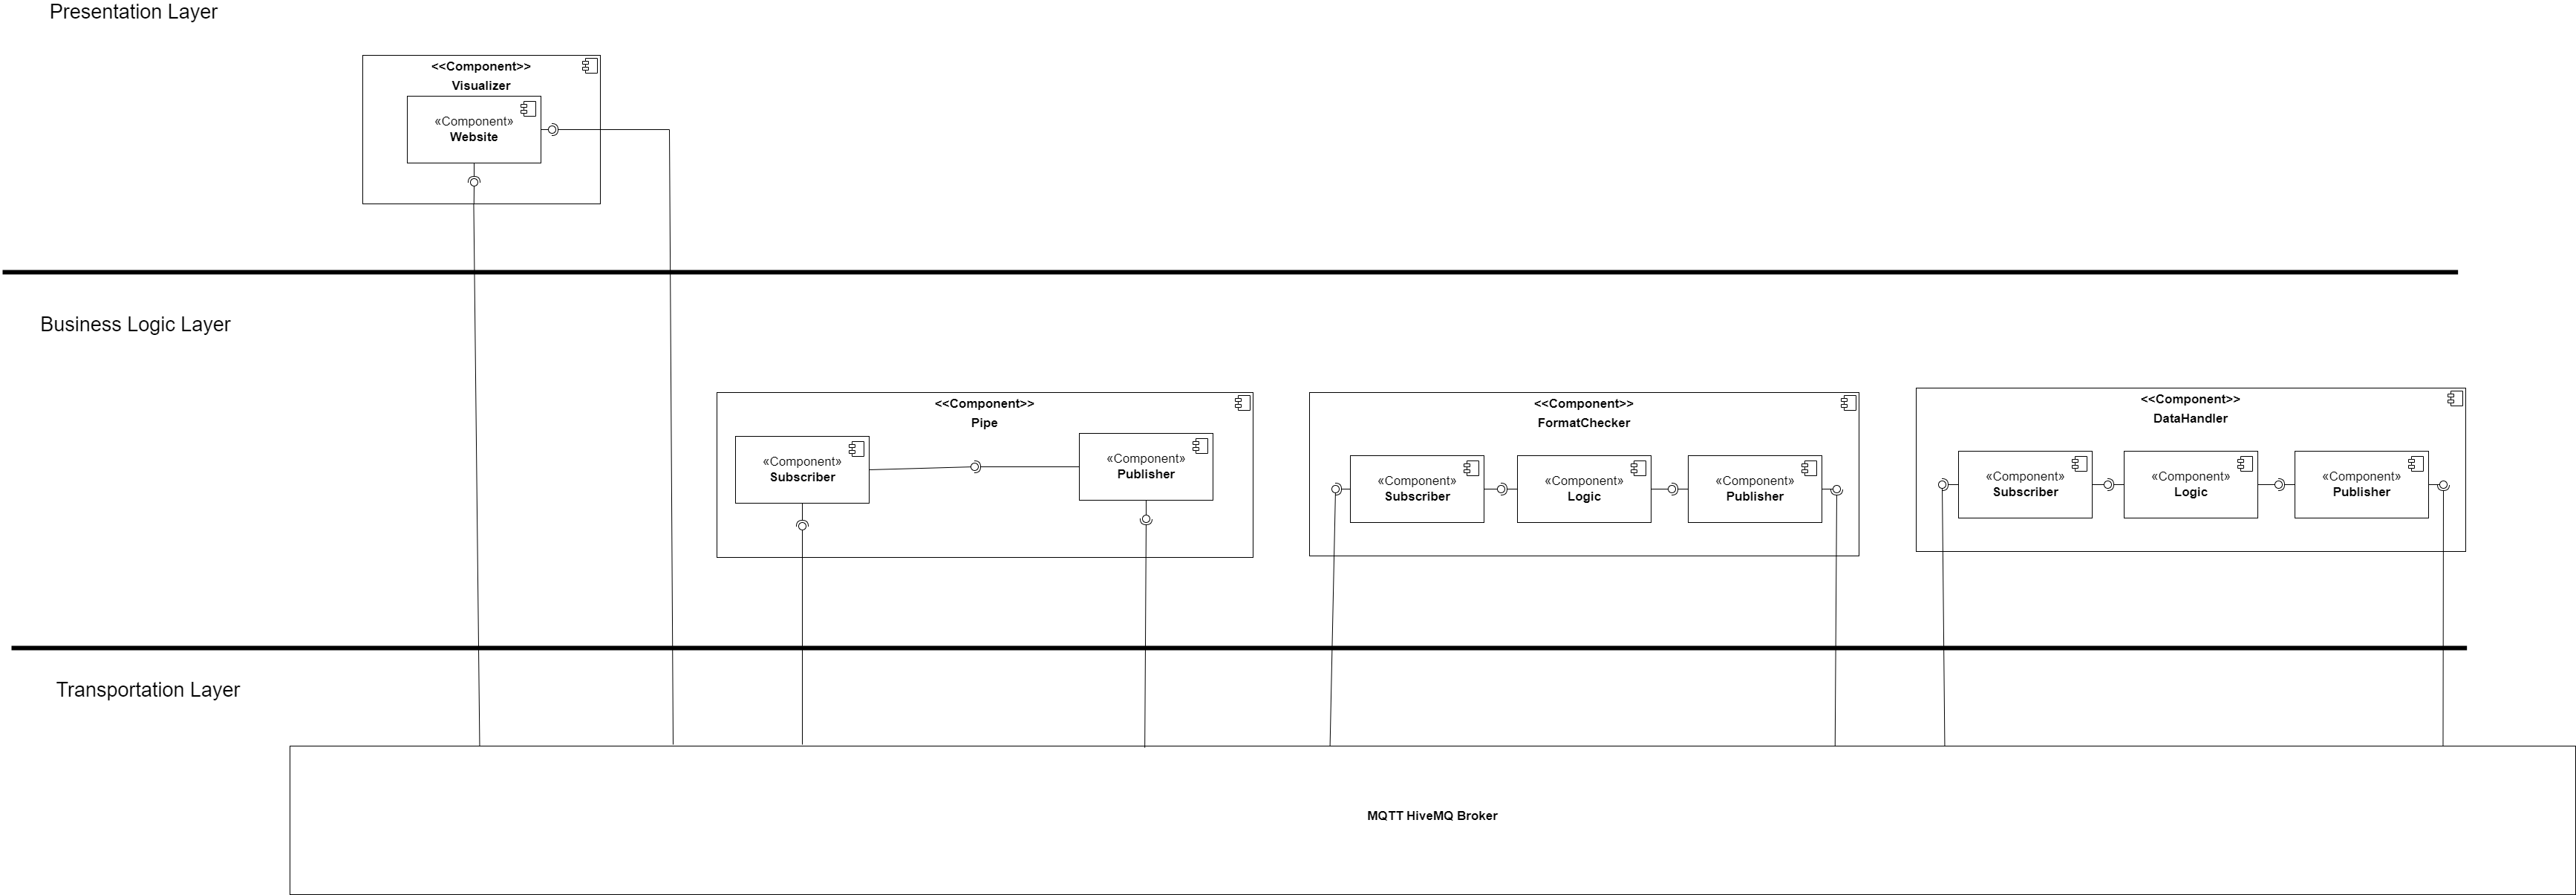 Presentation Layer
<<Component>>
Visualizer
«Component»
Website
Business Logic Layer
<<Component>>
Pipe
«Component»
Subscriber
«Component»
Publisher
<<Component>>
FormatChecker
«Component»
Subscriber
«Component»
Logic
«Component»
Publisher
<<Component>>
DataHandler
«Component»
Subscriber
«Component»
Logic
«Component»
Publisher
Transportation Layer
MQTT HiveMQ Broker